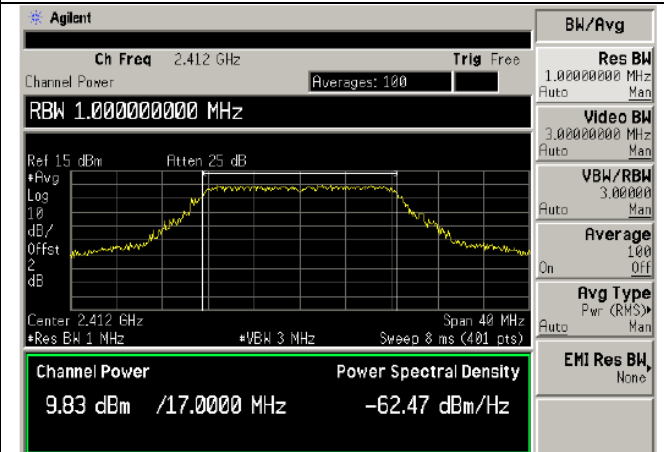 Agilent
Ch Freq 2.412 GHz Trig Free
Channel Power Averages: 100
RBW 1.000000000 MHz
Ref 15 dBm Atten 25 dB
#Avg
Log
10
dB/
Offst
2
dB
Center 2.412 GHz Span 40 MHz
#Res BW 1 MHz #VBW 3 MHz Sweep 8 ms (401 pts)
Channel Power Power Spectral Density
9.83 dBm /17.0000 MHz -62.47 dBm/Hz
BW/Avg
Res BW
1.00000000 MHz
Auto Man
Video BW
3.00000000 MHz
Auto Man
VBW/RBW
3.00000
Auto Man
Average
100
On Off
Avg Type
Pwr (RMS)
Auto Man
EMI Res BW
None